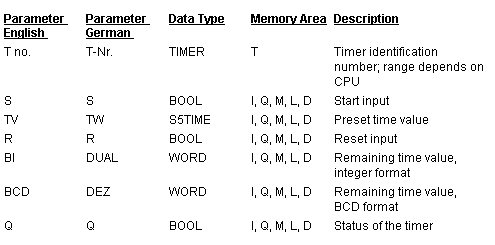 Parameter Parameter Data Type Memory Area Description
English German
T no. T-Nr. TIMER T Timer identification
number; range depends on
CPU
S S BOOL I, Q, M, L, D Start input
TV TW S5TIME I, Q, M, L, D Preset time value
R R BOOL I, Q, M, L, D Reset input
BI DUAL WORD I, Q, M, L, D Remaining time value,
integer format
BCD DEZ WORD I, Q, M, L, D Remaining time value,
BCD format
Q Q BOOL I, Q, M, L, D Status of the timer